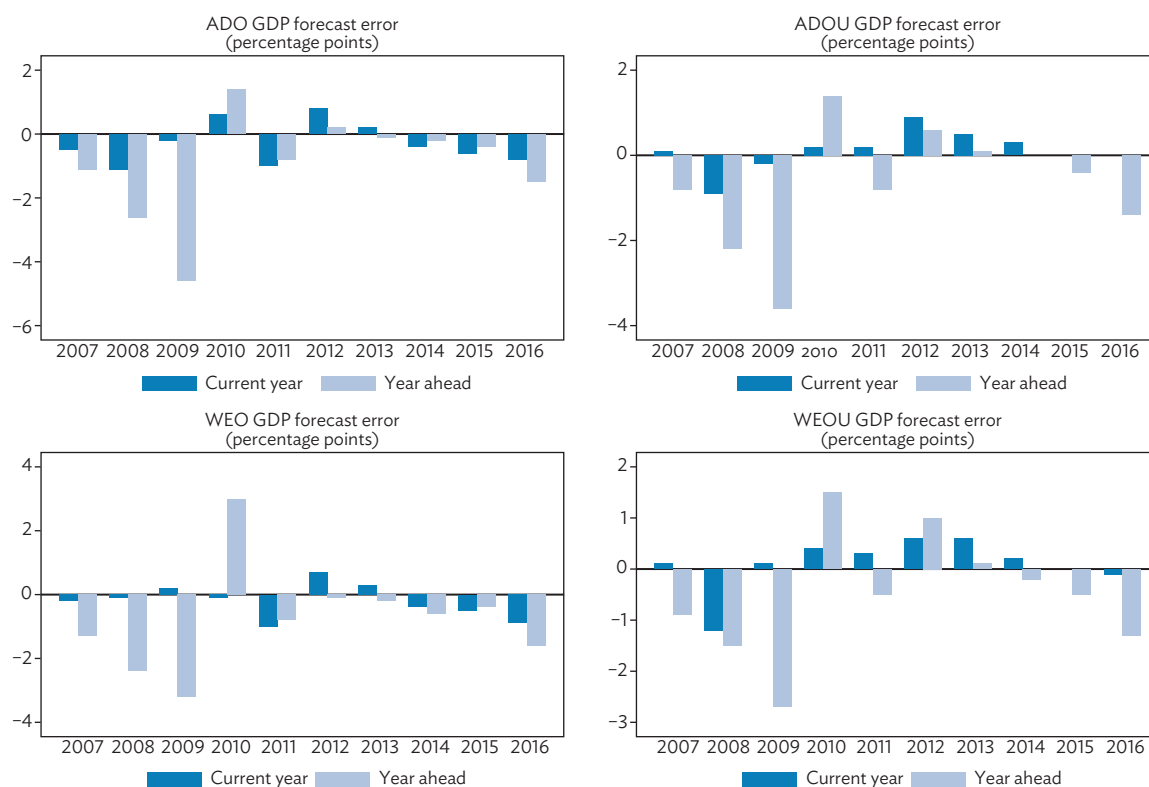 ADO GDP forecast error
(percentage points)
2
0
−2
−4
−6
2007 2008 2009 2010 2011 2012 2013 2014 2015 2016
Current year Year ahead
ADOU GDP forecast error
(percentage points)
2
0
−2
−4
2007 2008 2009 2010 2011 2012 2013 2014 2015 2016
Current year Year ahead
WEO GDP forecast error
(percentage points)
4
2
0
−2
−4
2007 2008 2009 2010 2011 2012 2013 2014 2015 2016
Current year Year ahead
WEOU GDP forecast error
(percentage points)
2
1
0
−1
−2
−3
2007 2008 2009 2010 2011 2012 2013 2014 2015 2016
Current year Year ahead